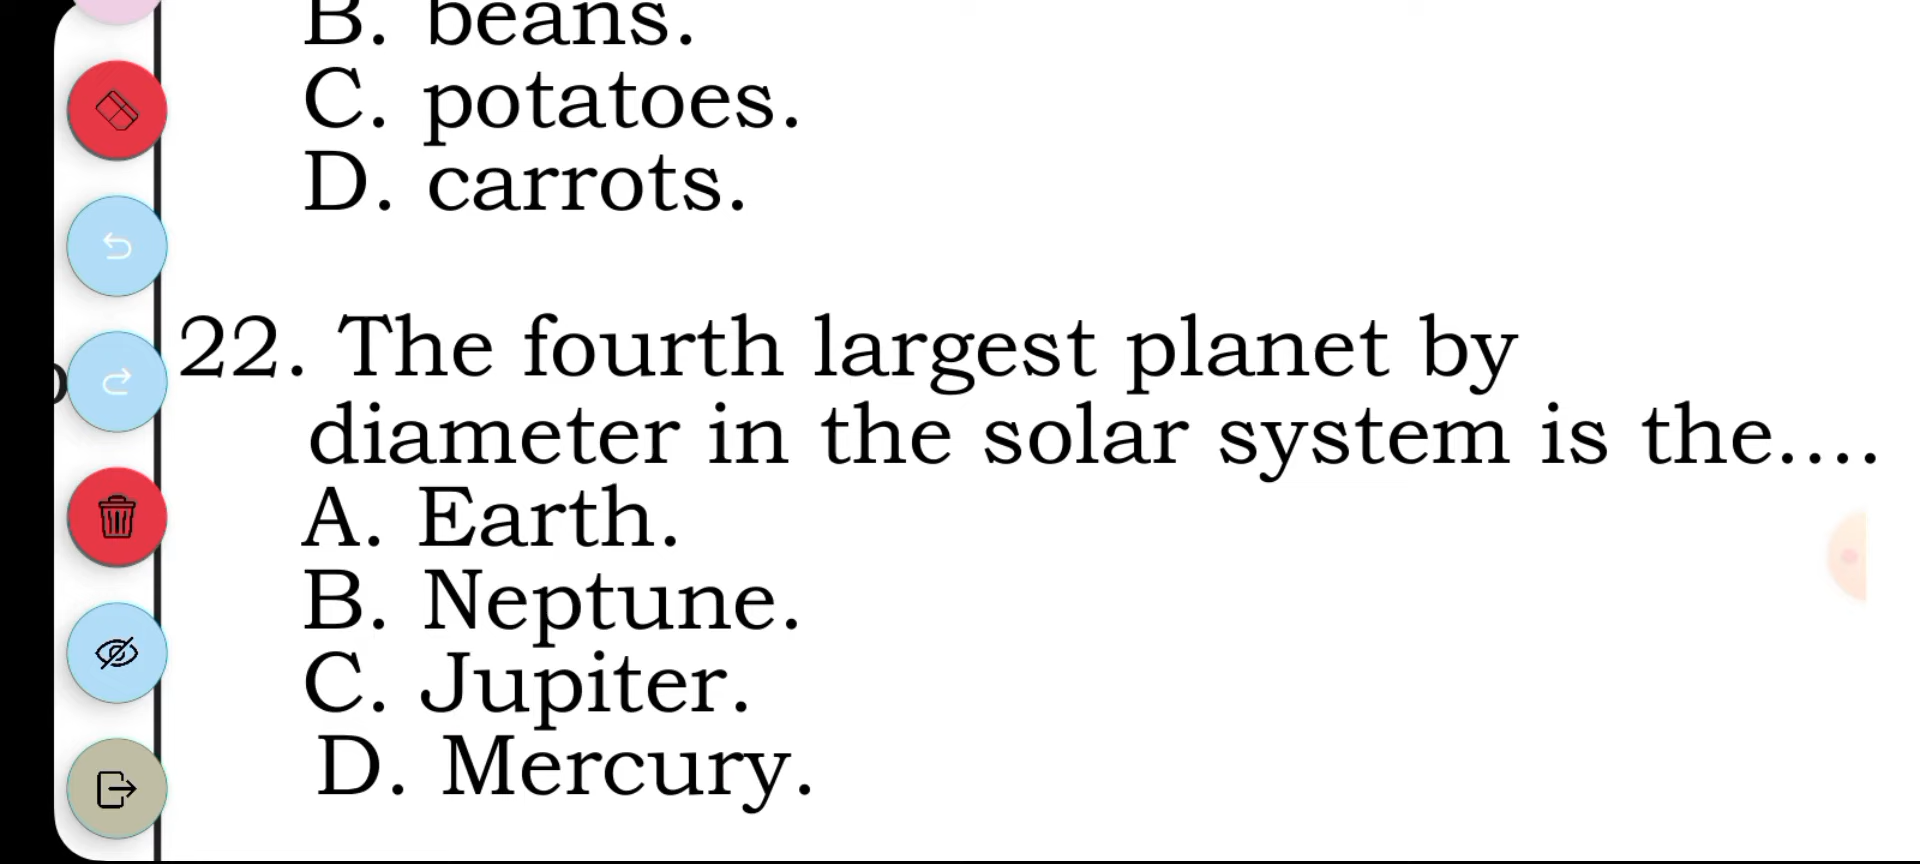 B. beans.
C. potatoes.
D. carrots.
22. The fourth largest planet by
diameter in the solar system is the....
A. Earth.
B. Neptune.
C. Jupiter.
D. Mercury.